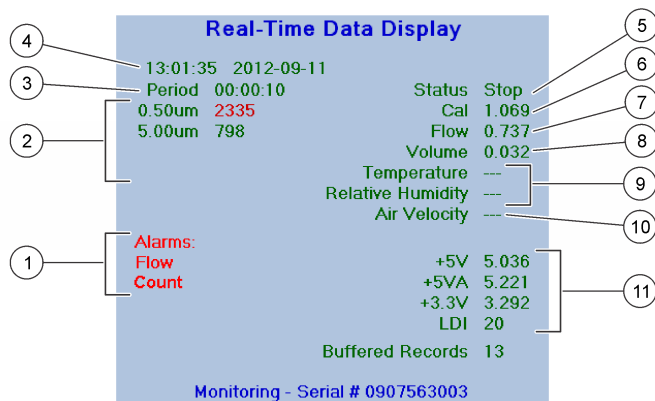 Real-Time Data Display
4
13:01:35 2012-09-11
5
3
Period 00:00:10
Status Stop
6
0.50um 2335
Cal 1.069
7
5.00um 798
Flow 0.737
2
Volume 0.032
8
Temperature ---
9
Relative Humidity ---
Air Velocity ---
10
Alarms:
1
Flow
+5V 5.036
Count
+5VA 5.221
11
+3.3V 3.292
LDI 20
Buffered Records 13
Monitoring - Serial # 0907563003